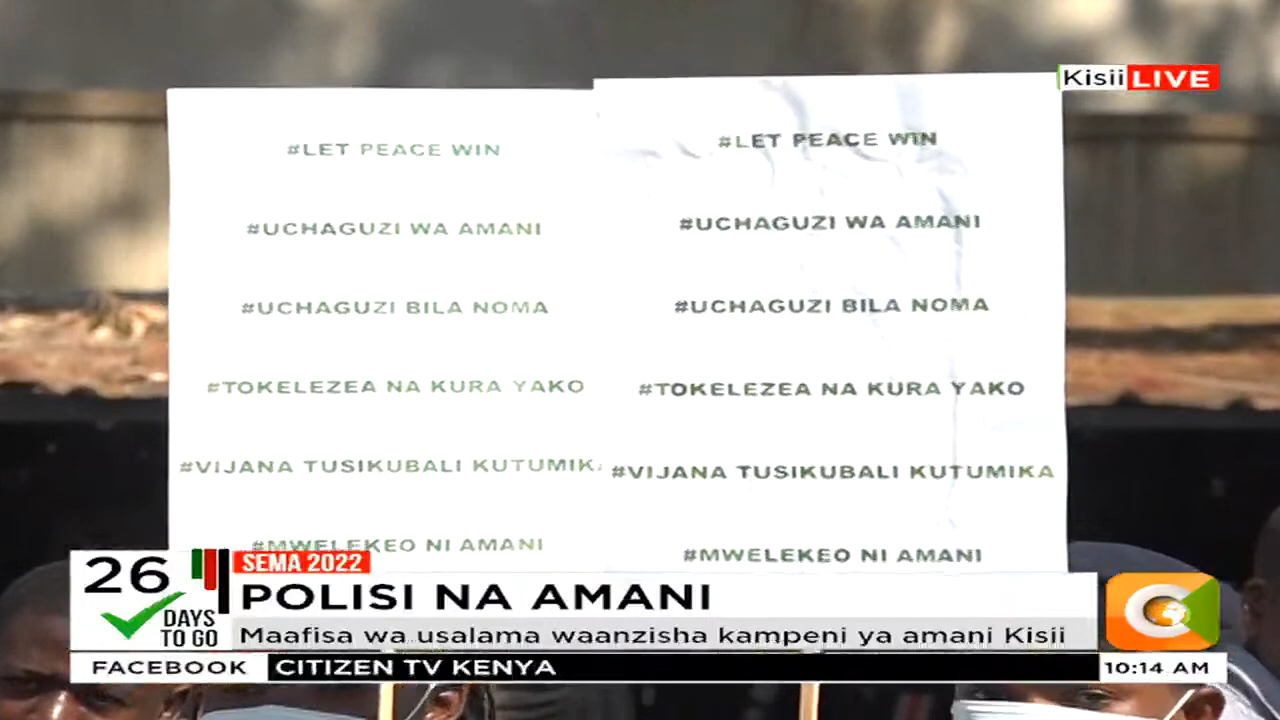 Kisii LIVE
#LET PEACE WIN
#UCHAGUZI WA AMANI
#UCHAGUZI BILA NOMA
#TOKELEZEA NA KURA YAKO
#VIJANA TUSIKUBALI KUTUMIK
#MWELEKEO NI AMANI
#LET PEACE WIN
#UCHAGUZI WA AMANI
#UCHAGUZI BILA NOMA
#TOKELEZEA NA KURA YAKO
#VIJANA TUSIKUBALI KUTUMIKA
#MWELEKEO NI AMANI
26
DAYS
TO GO
SEMA 2022
POLISI NA AMANI
Maafisa wa usalama waanzisha kampeni ya amani Kisii
FACEBOOK CITIZEN TV KENYA
10:14 AM